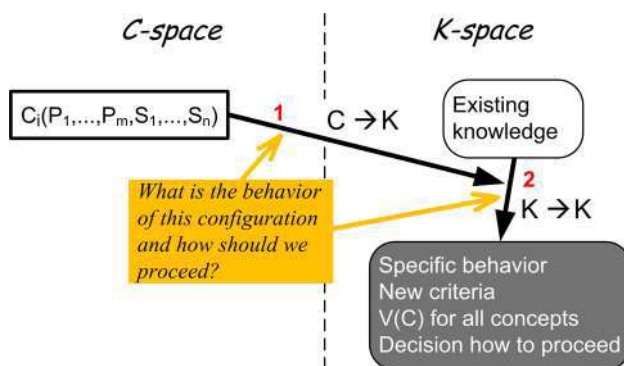 C-space
K-space
Cᵢ(P₁,...,Pₘ,S₁,...,Sₙ)
1
C → K
Existing
knowledge
What is the behavior
of this configuration
and how should we
proceed?
2
K → K
Specific behavior
New criteria
V(C) for all concepts
Decision how to proceed